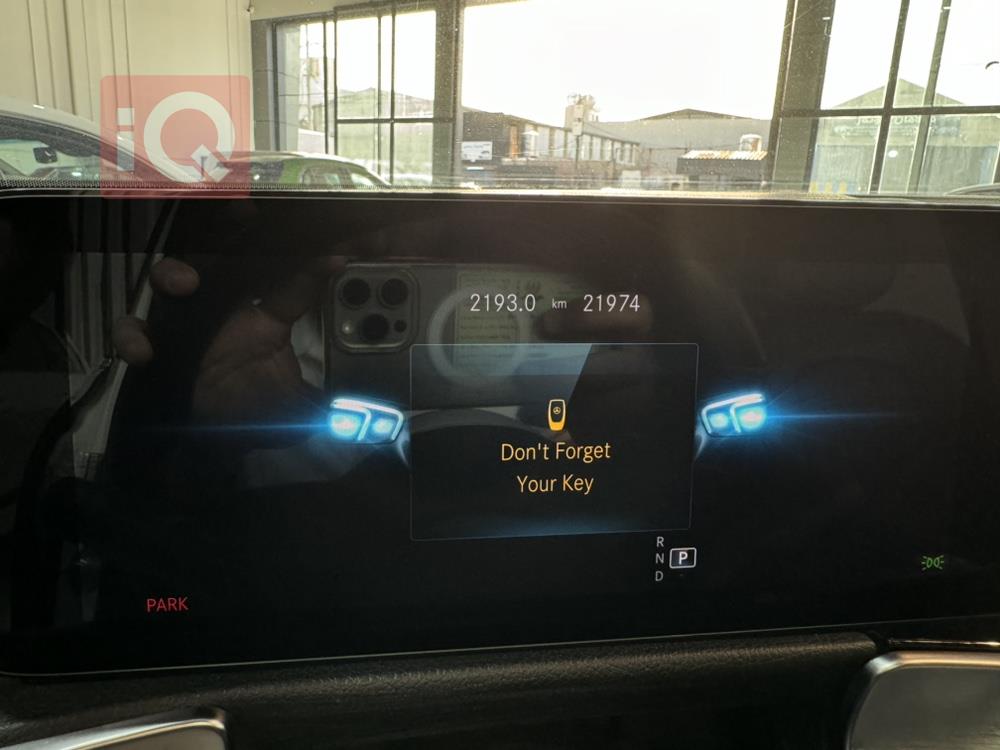 iQ
2193.0 km 21974
Don't Forget
Your Key
R
N P
D
PARK